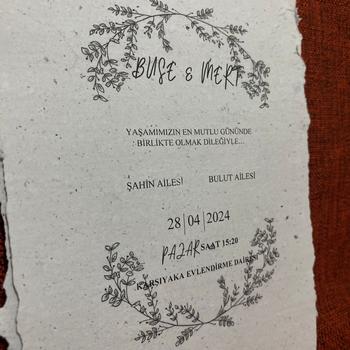 BUSE & MERT
YAŞAMIMIZIN EN MUTLU GÜNÜNDE
BİRLİKTE OLMAK DİLEĞİYLE...
ŞAHİN AİLESİ BULUT AİLESİ
28|04|2024
PAZAR SAAT 15:20
KARŞIYAKA EVLENDİRME DAİRESİ